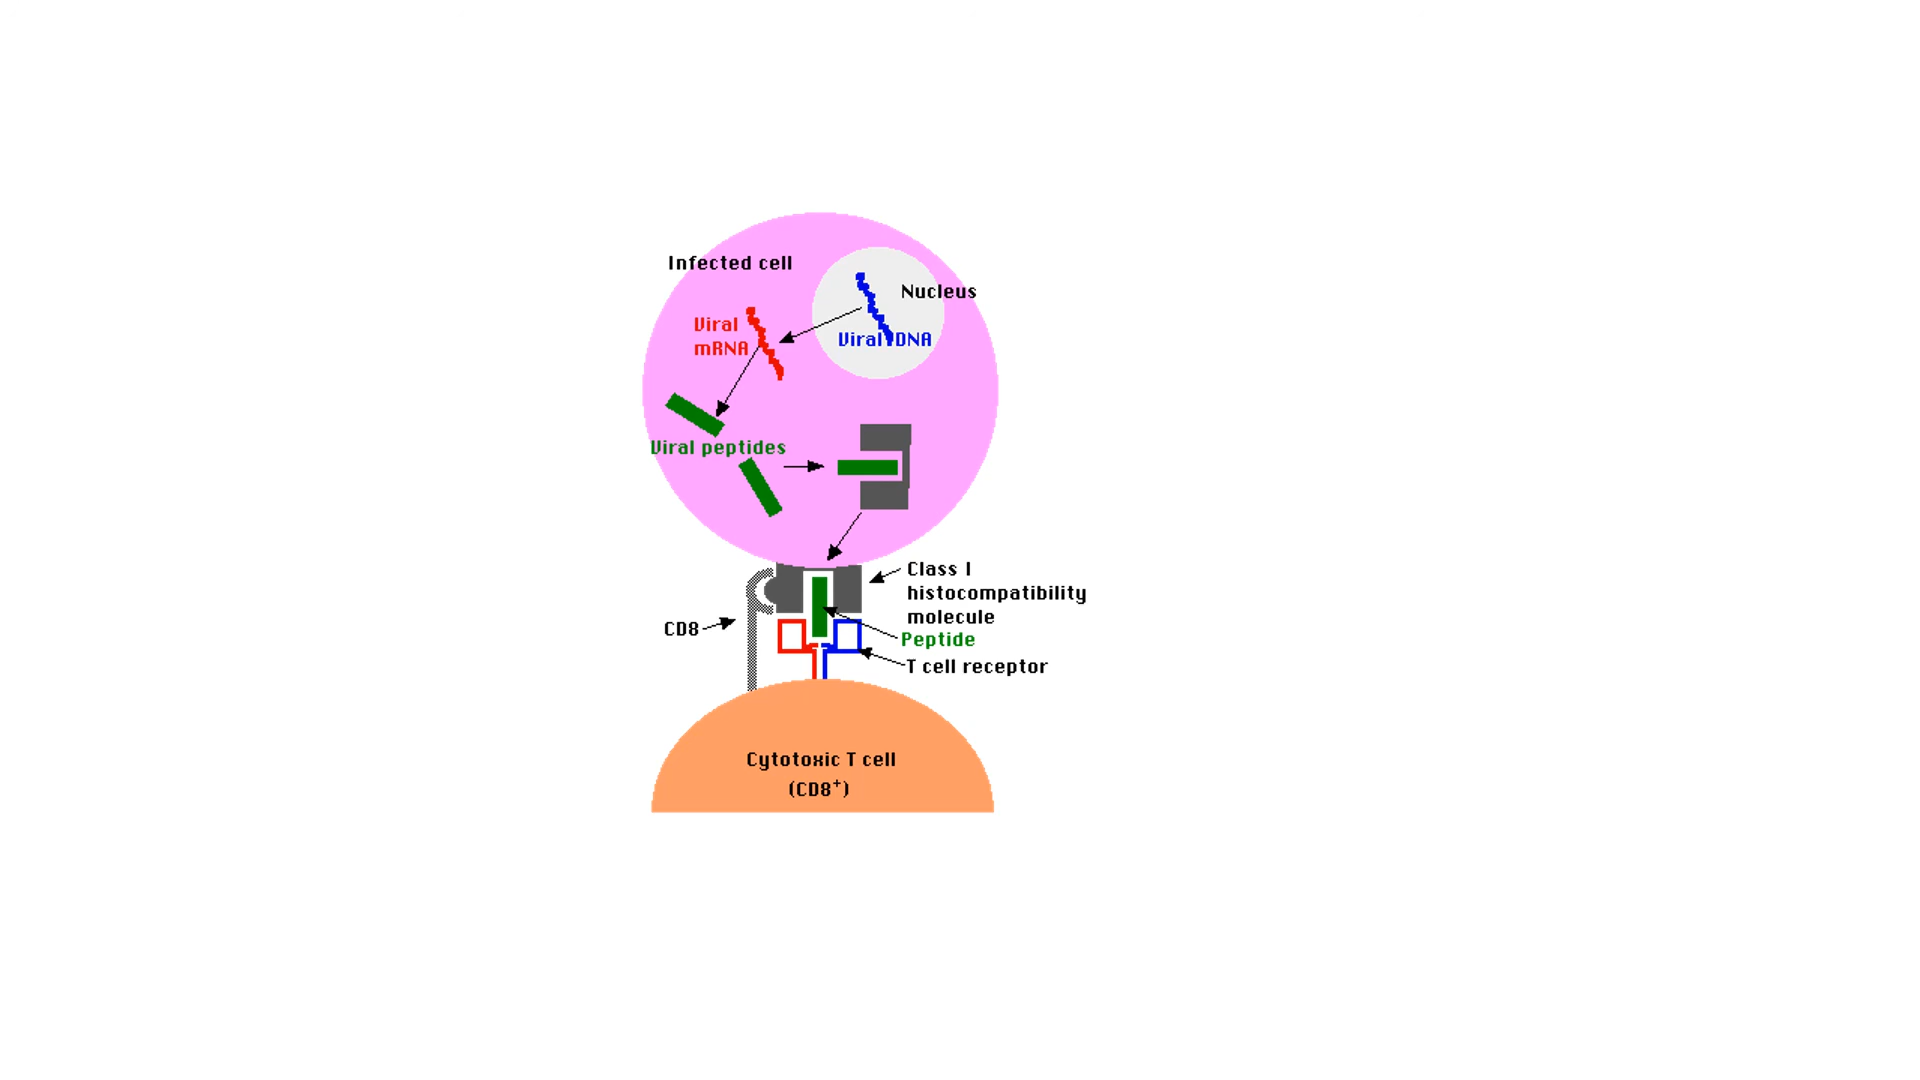 Infected cell
Nucleus
Viral
mRNA
Viral DNA
Viral peptides
Class I
histocompatibility
molecule
CD8
Peptide
T cell receptor
Cytotoxic T cell
(CD8⁺)